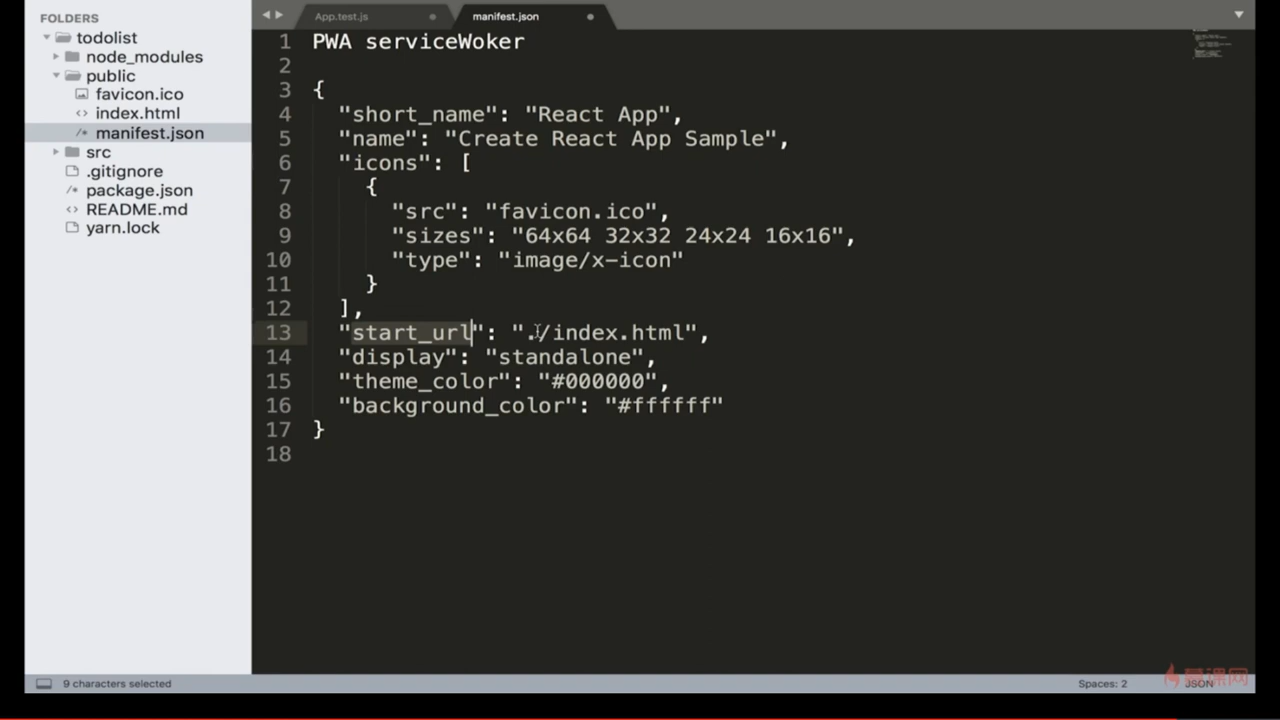 FOLDERS
todolist
node_modules
public
favicon.ico
index.html
manifest.json
src
.gitignore
package.json
README.md
yarn.lock
App.test.js
manifest.json
1 PWA serviceWoker
2
3 {
4 "short_name": "React App",
5 "name": "Create React App Sample",
6 "icons": [
7 {
8 "src": "favicon.ico",
9 "sizes": "64x64 32x32 24x24 16x16",
10 "type": "image/x-icon"
11 }
12 ],
13 "start_url": "./index.html",
14 "display": "standalone",
15 "theme_color": "#000000",
16 "background_color": "#ffffff"
17 }
18
9 characters selected
Spaces: 2
JSON
慕课网